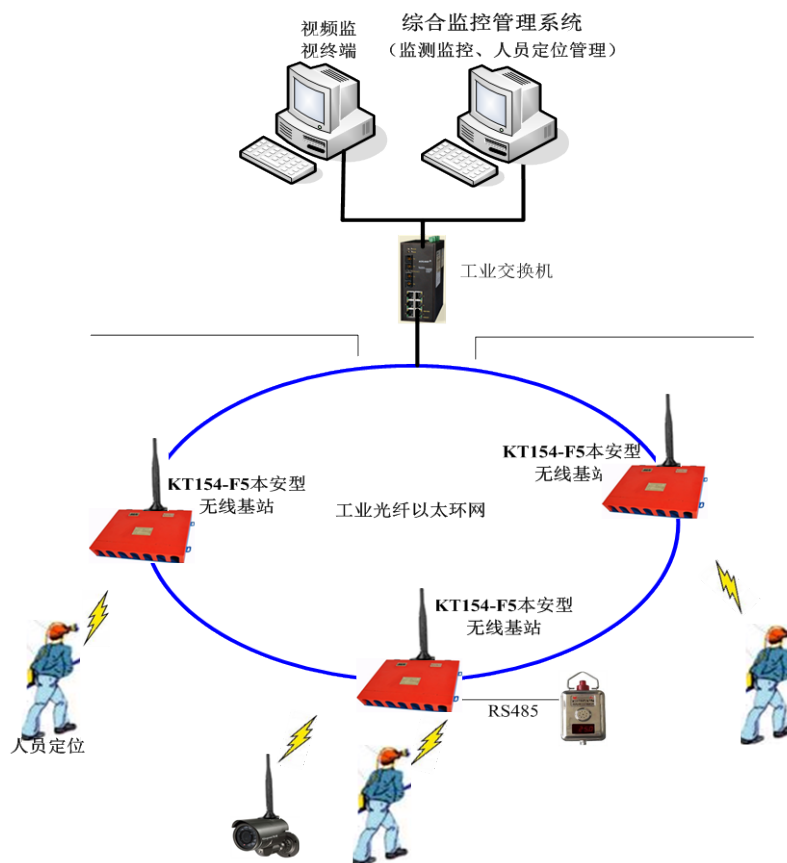 视频监
视终端
综合监控管理系统
（监测监控、人员定位管理）
工业交换机
KT154-F5本安型
无线基站
KT154-F5本安型
无线基站
工业光纤以太环网
KT154-F5本安型
无线基站
RS485
人员定位